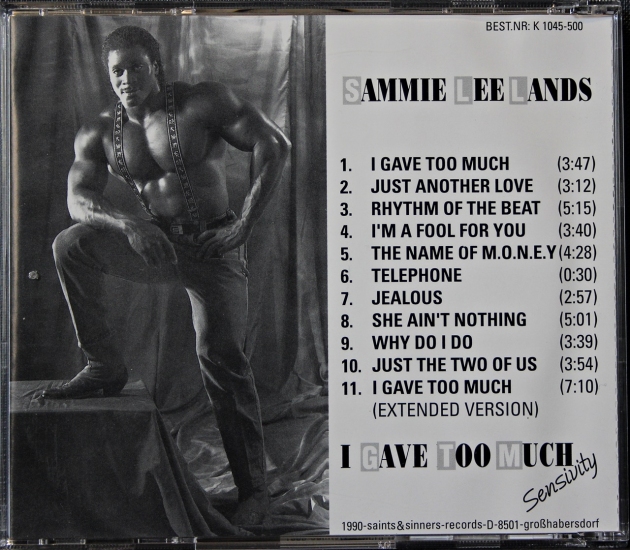 BEST.NR: K 1045-500
SAMMIE LEE LANDS
1. I GAVE TOO MUCH (3:47)
2. JUST ANOTHER LOVE (3:12)
3. RHYTHM OF THE BEAT (5:15)
4. I'M A FOOL FOR YOU (3:40)
5. THE NAME OF M.O.N.E.Y (4:28)
6. TELEPHONE (0:30)
7. JEALOUS (2:57)
8. SHE AIN'T NOTHING (5:01)
9. WHY DO I DO (3:39)
10. JUST THE TWO OF US (3:54)
11. I GAVE TOO MUCH (7:10)
(EXTENDED VERSION)
I GAVE TOO MUCH
Sensivity
1990-saints&sinners-records-D-8501-großhabersdorf